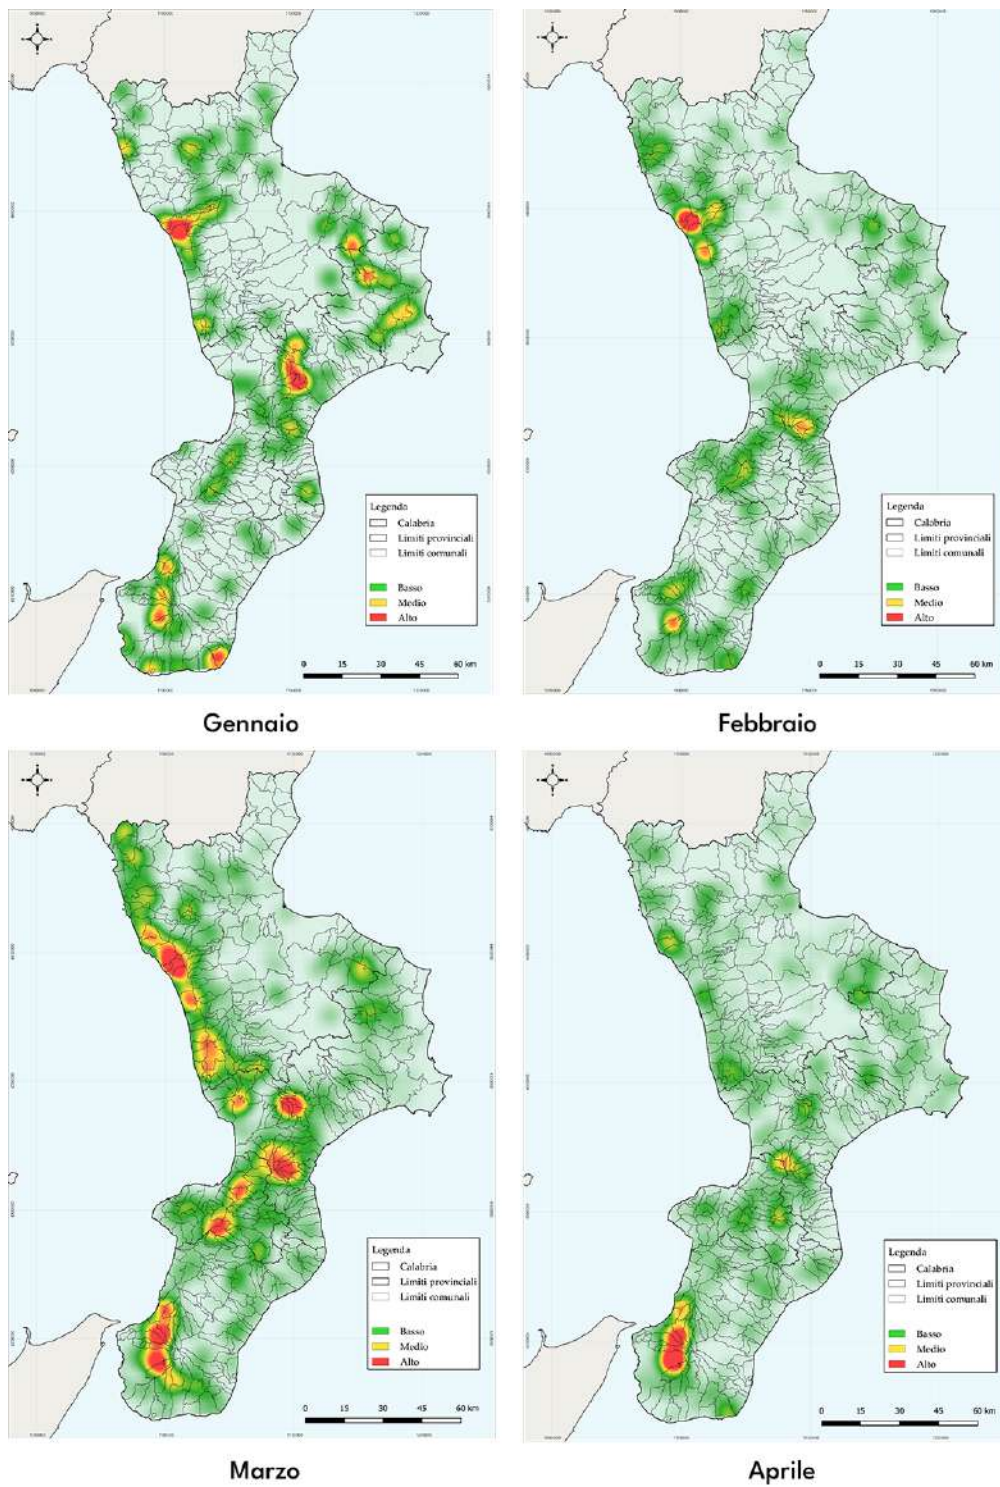 Legenda
Calabria
Limiti provinciali
Limiti comunali
Basso
Medio
Alto
0 15 30 45 60 km
Gennaio
Legenda
Calabria
Limiti provinciali
Limiti comunali
Basso
Medio
Alto
0 15 30 45 60 km
Febbraio
Legenda
Calabria
Limiti provinciali
Limiti comunali
Basso
Medio
Alto
0 15 30 45 60 km
Marzo
Legenda
Calabria
Limiti provinciali
Limiti comunali
Basso
Medio
Alto
0 15 30 45 60 km
Aprile